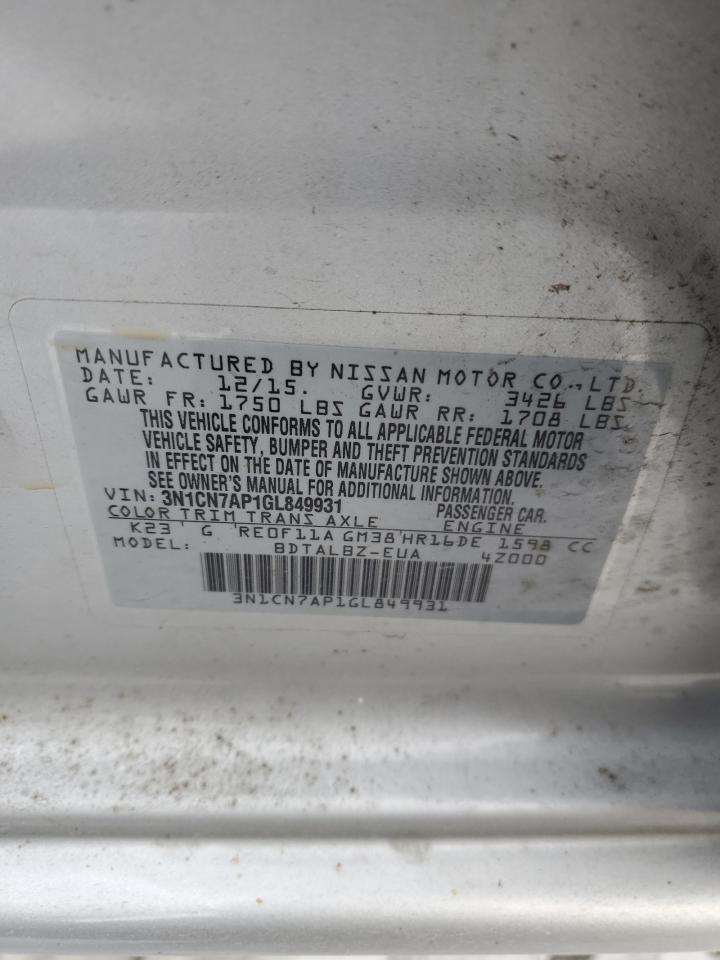 MANUFACTURED BY NISSAN MOTOR CO., LTD.
DATE: 12/15. GVWR: 3426 LBS
GAWR FR: 1750 LBS GAWR RR: 1708 LBS
THIS VEHICLE CONFORMS TO ALL APPLICABLE FEDERAL MOTOR
VEHICLE SAFETY, BUMPER AND THEFT PREVENTION STANDARDS
IN EFFECT ON THE DATE OF MANUFACTURE SHOWN ABOVE.
SEE OWNER'S MANUAL FOR ADDITIONAL INFORMATION.
VIN: 3N1CN7AP1GL849931 PASSENGER CAR.
COLOR TRIM TRANS AXLE ENGINE
K23 G RE0F11A GM38 HR16DE 1598 CC
MODEL: BDTALBZ-EUA 4Z000
3N1CN7AP1GL849931